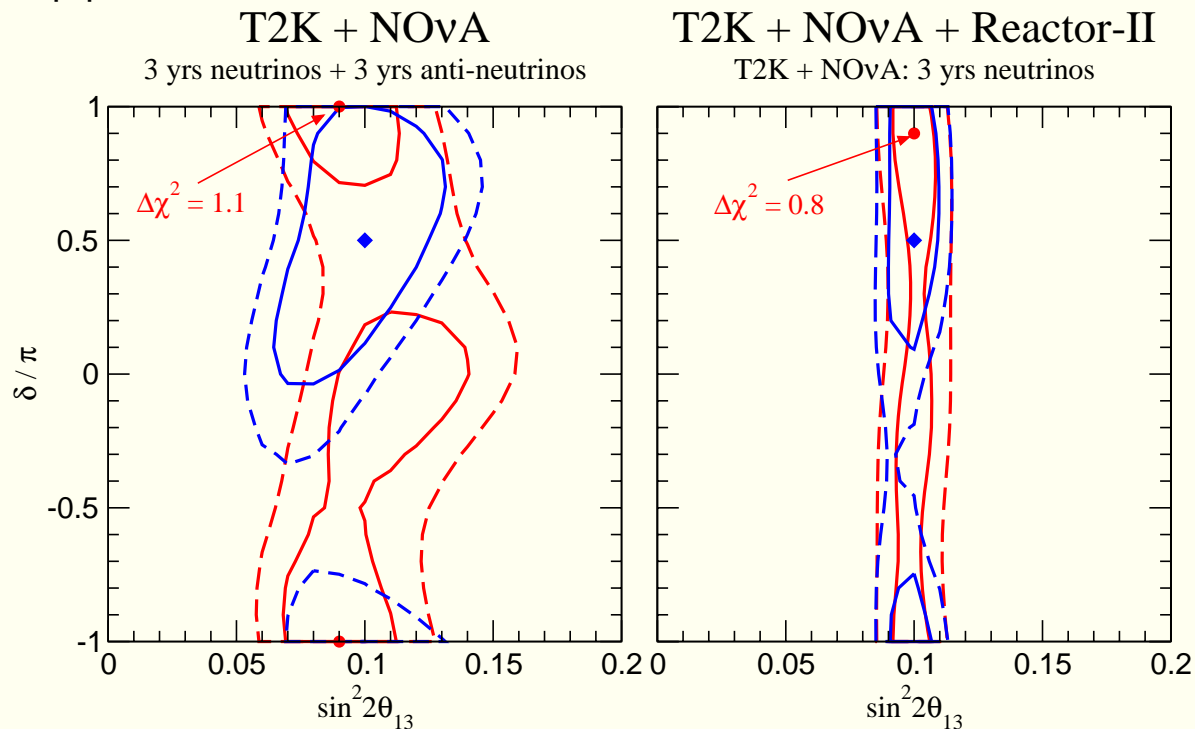 T2K + NOνA
3 yrs neutrinos + 3 yrs anti-neutrinos
1
0.5
0
-0.5
-1
δ / π
Δχ² = 1.1
0
0.05
0.1
0.15
0.2
sin²2θ₁₃
T2K + NOνA + Reactor-II
T2K + NOνA: 3 yrs neutrinos
Δχ² = 0.8
0
0.05
0.1
0.15
0.2
sin²2θ₁₃